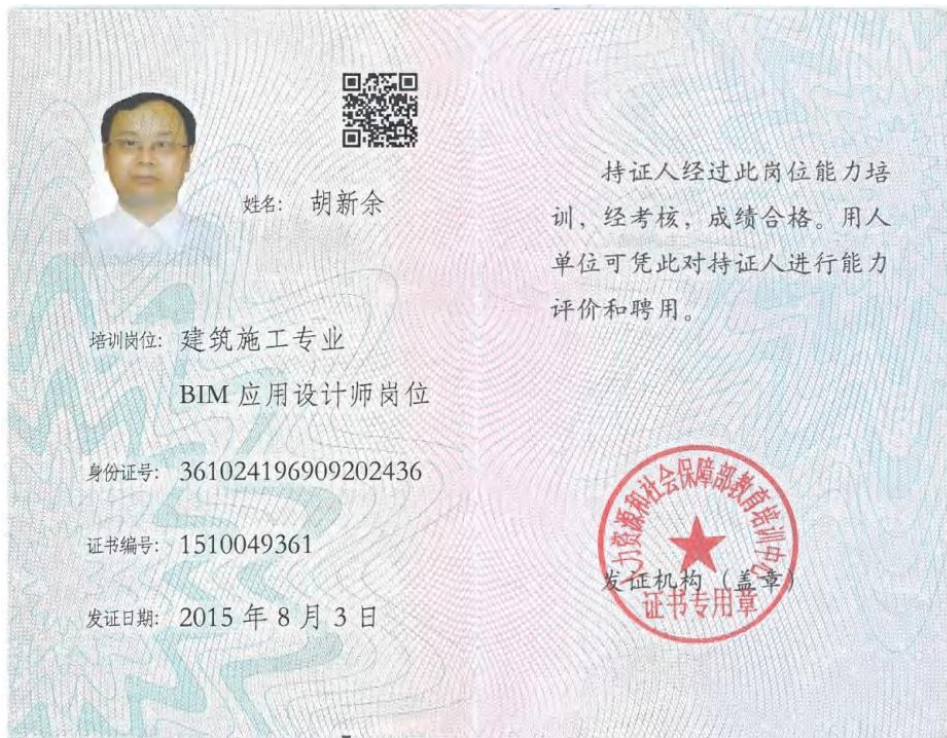 姓名： 胡新余
培训岗位： 建筑施工专业
BIM 应用设计师岗位
身份证号： 361024196909202436
证书编号： 1510049361
发证日期： 2015 年 8 月 3 日
持证人经过此岗位能力培
训，经考核，成绩合格。用人
单位可凭此对持证人进行能力
评价和聘用。
人力资源和社会保障部教育培训中心
发证机构（盖章）
证书专用章